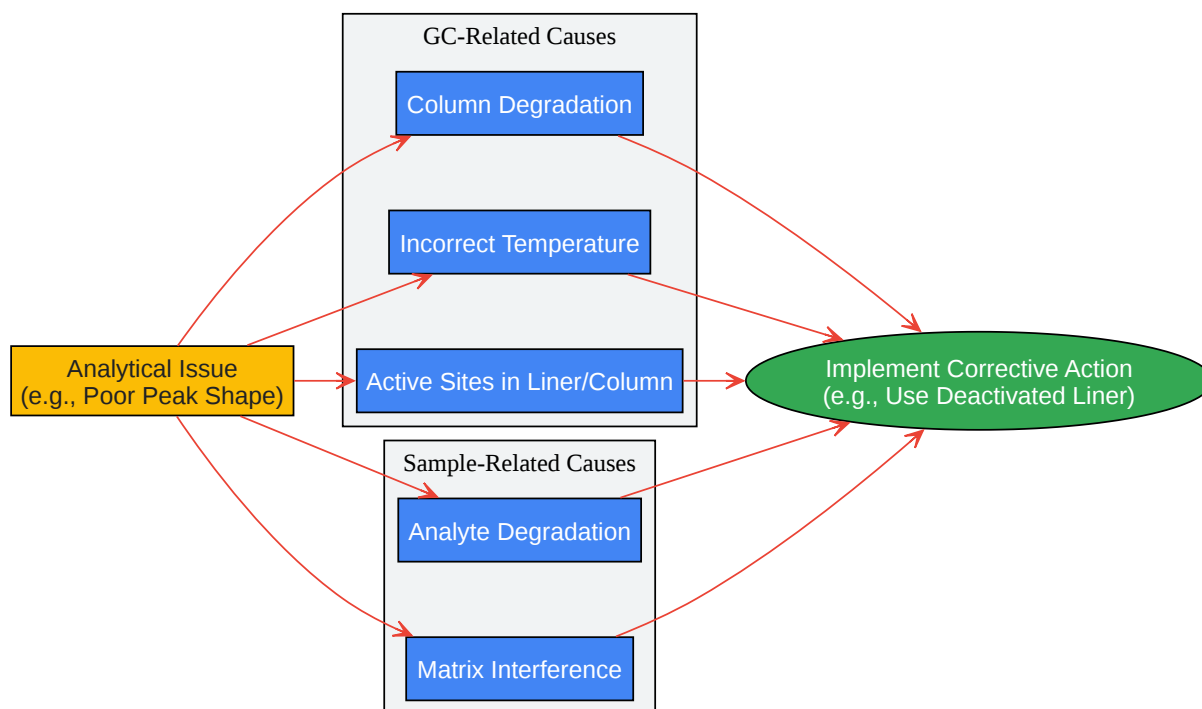 GC-Related Causes
Column Degradation
Incorrect Temperature
Active Sites in Liner/Column
Analytical Issue
(e.g., Poor Peak Shape)
Implement Corrective Action
(e.g., Use Deactivated Liner)
Sample-Related Causes
Analyte Degradation
Matrix Interference